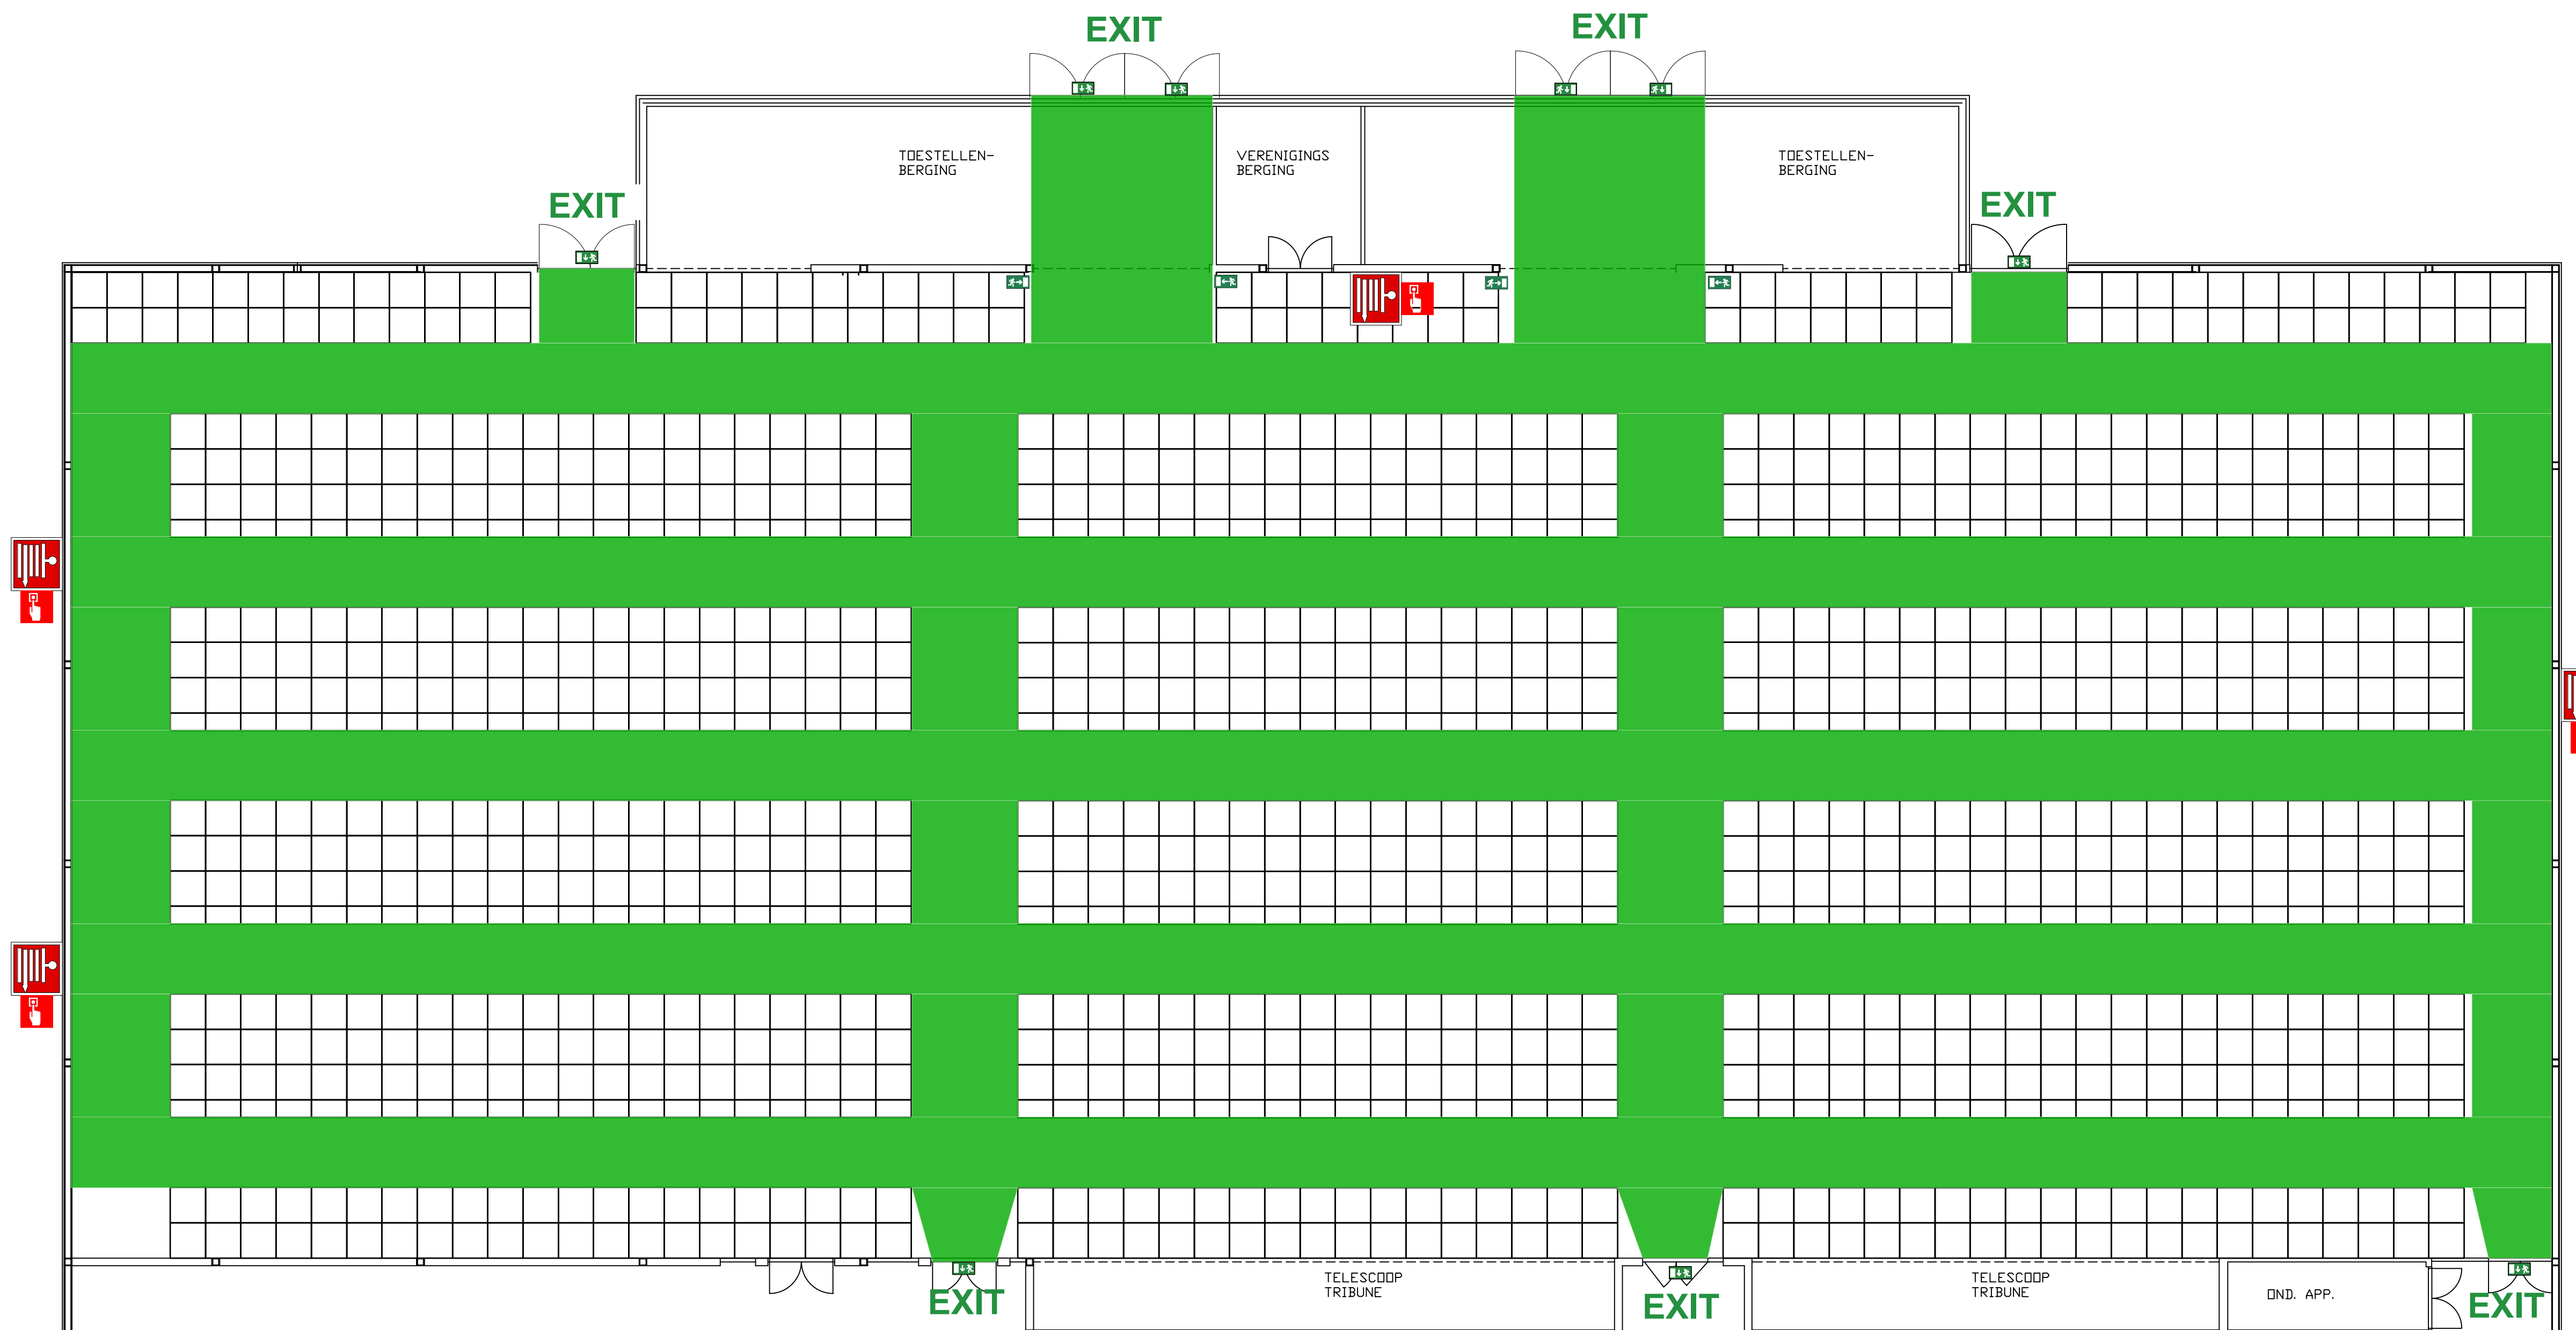 EXIT
EXIT
EXIT
EXIT
TOESTELLEN-
BERGING
VERENIGINGS
BERGING
TOESTELLEN-
BERGING
TELESCOOP
TRIBUNE
TELESCOOP
TRIBUNE
OND. APP.
EXIT
EXIT
EXIT